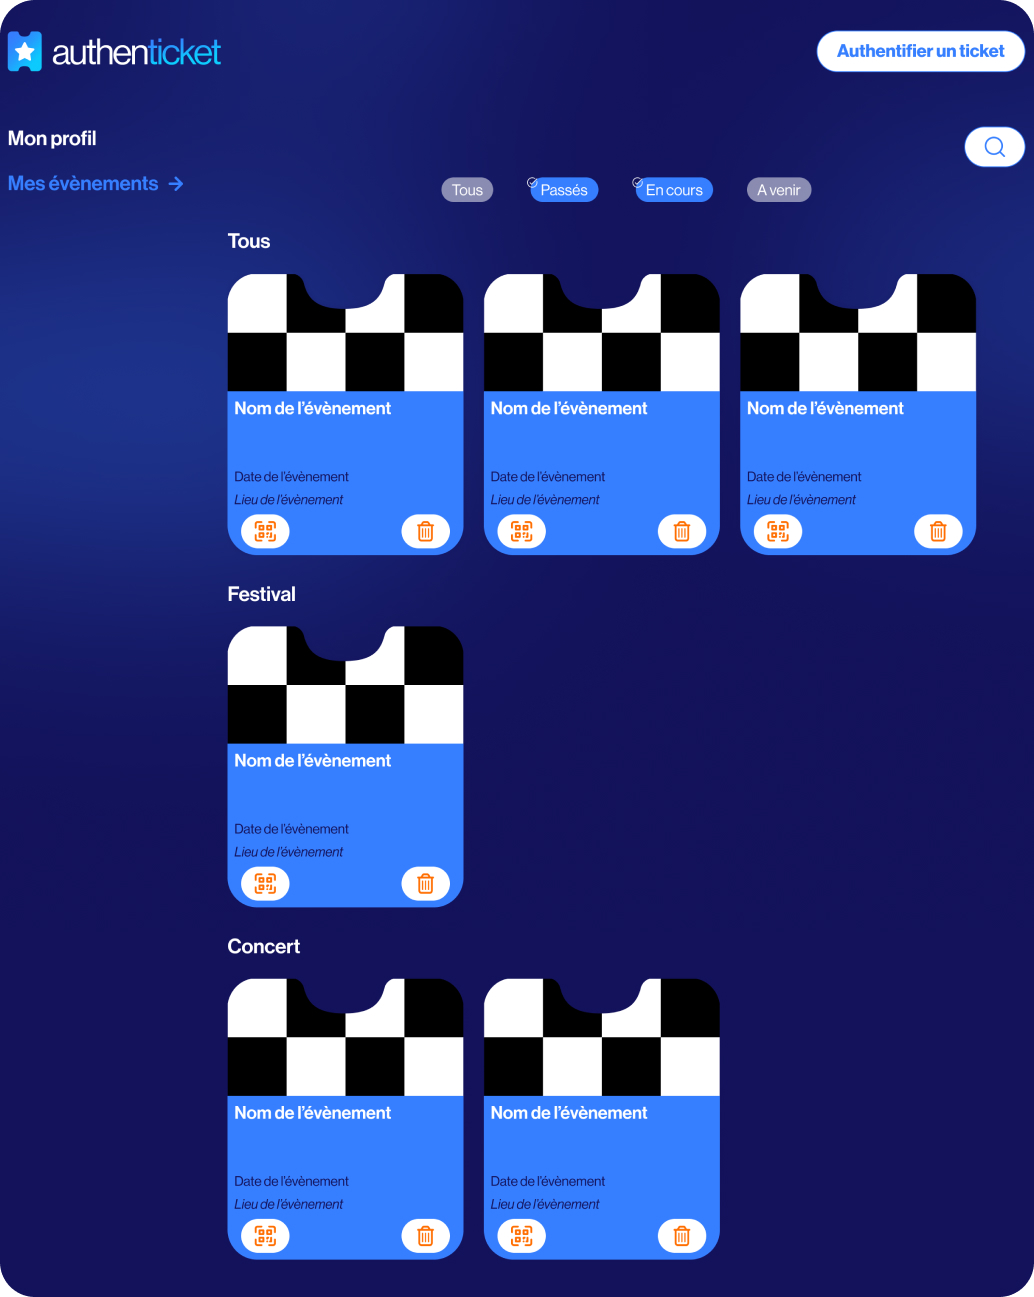 authenticket
Authentifier un ticket
Mon profil
Mes évènements
Tous
Passés
En cours
A venir
Tous
Nom de l’évènement
Date de l’évènement
Lieu de l’évènement
Nom de l’évènement
Date de l’évènement
Lieu de l’évènement
Nom de l’évènement
Date de l’évènement
Lieu de l’évènement
Festival
Nom de l’évènement
Date de l’évènement
Lieu de l’évènement
Concert
Nom de l’évènement
Date de l’évènement
Lieu de l’évènement
Nom de l’évènement
Date de l’évènement
Lieu de l’évènement